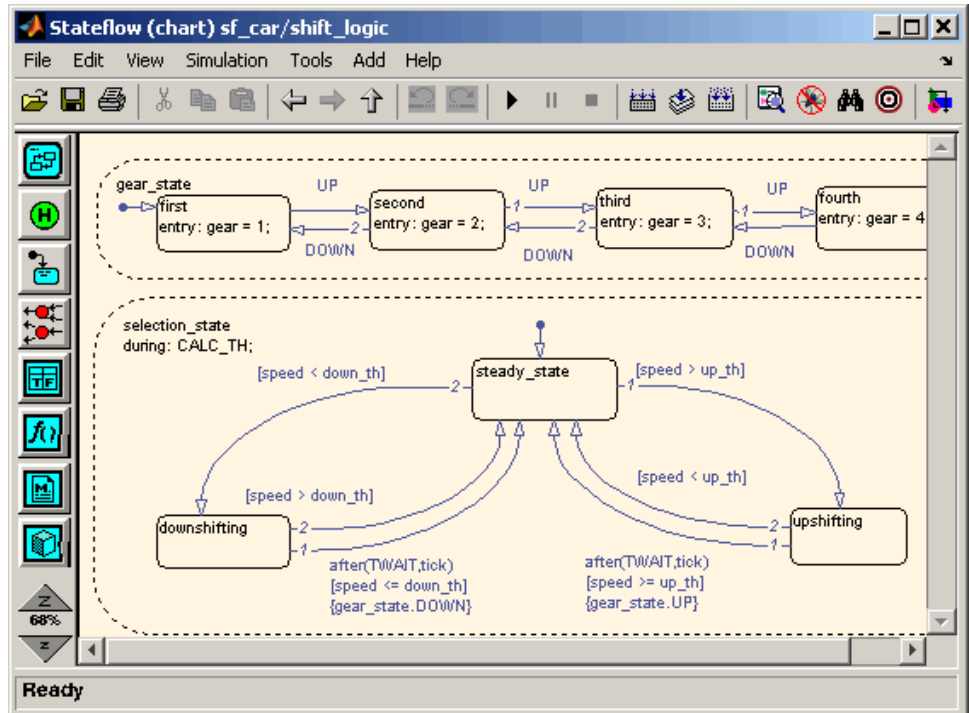 Stateflow (chart) sf_car/shift_logic
File Edit View Simulation Tools Add Help
gear_state
UP UP UP
first
entry: gear = 1;
second
entry: gear = 2;
third
entry: gear = 3;
fourth
entry: gear = 4
2 1 2 1 2
DOWN DOWN DOWN
selection_state
during: CALC_TH;
[speed < down_th]
2
steady_state
1
[speed > up_th]
[speed > down_th]
[speed < up_th]
downshifting
2
1
upshifting
2
1
after(TWAIT,tick)
[speed <= down_th]
{gear_state.DOWN}
after(TWAIT,tick)
[speed >= up_th]
{gear_state.UP}
H
TF
f()
M
Z
68%
z
Ready